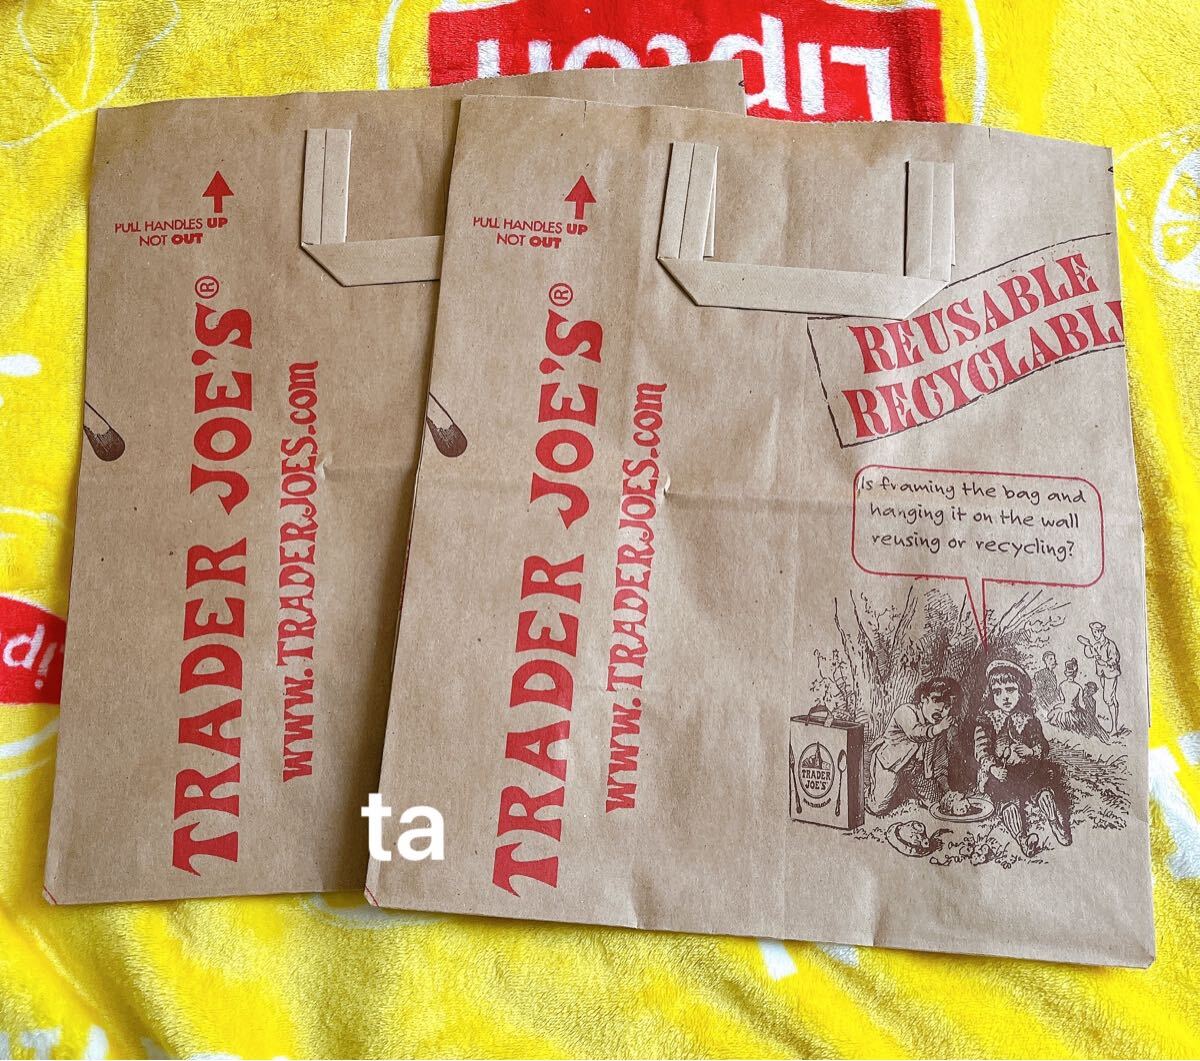 Lipton
PULL HANDLES UP
NOT OUT
TRADER JOE'S®
WWW.TRADERJOES.com
PULL HANDLES UP
NOT OUT
TRADER JOE'S®
WWW.TRADERJOES.com
REUSABLE
RECYCLABL
Is framing the bag and
hanging it on the wall
reusing or recycling?
TRADER
JOE'S
ta
Lip